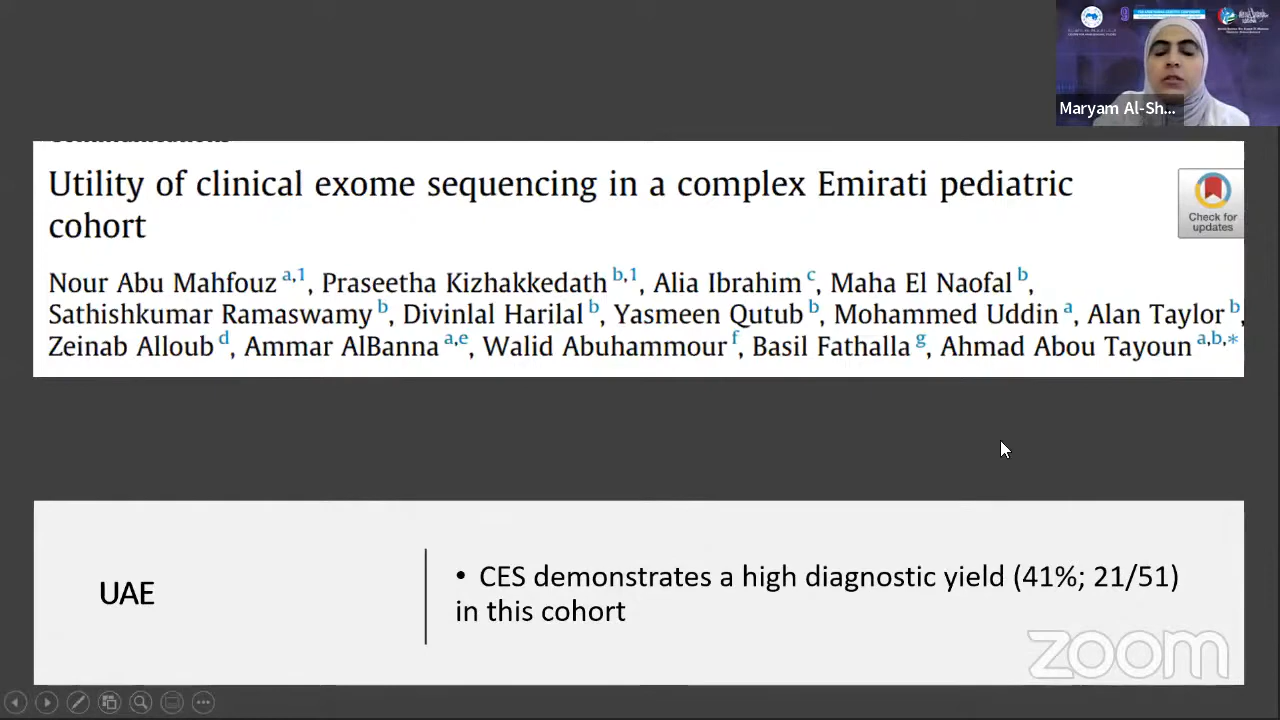 Maryam Al-Sh...
Utility of clinical exome sequencing in a complex Emirati pediatric
cohort
Check for
updates
Nour Abu Mahfouz a,1, Praseetha Kizhakkedath b,1, Alia Ibrahim c, Maha El Naofal b,
Sathishkumar Ramaswamy b, Divinlal Harilal b, Yasmeen Qutub b, Mohammed Uddin a, Alan Taylor b,
Zeinab Alloub d, Ammar AlBanna a,e, Walid Abuhammour f, Basil Fathalla g, Ahmad Abou Tayoun a,b,*
UAE
• CES demonstrates a high diagnostic yield (41%; 21/51)
in this cohort
zoom